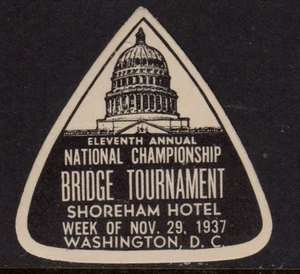 ELEVENTH ANNUAL
NATIONAL CHAMPIONSHIP
BRIDGE TOURNAMENT
SHOREHAM HOTEL
WEEK OF NOV. 29, 1937
WASHINGTON, D. C.